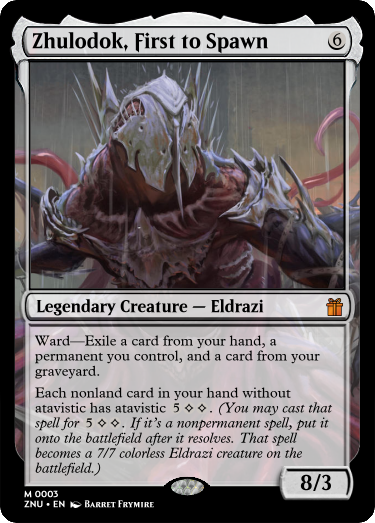 Zhulodok, First to Spawn 6
Legendary Creature — Eldrazi
Ward—Exile a card from your hand, a
permanent you control, and a card from your
graveyard.
Each nonland card in your hand without
atavistic has atavistic 5◇◇. (You may cast that
spell for 5◇◇. If it's a nonpermanent spell, put it
onto the battlefield after it resolves. That spell
becomes a 7/7 colorless Eldrazi creature on the
battlefield.)
8/3
M 0003
ZNU • EN Barret Frymire